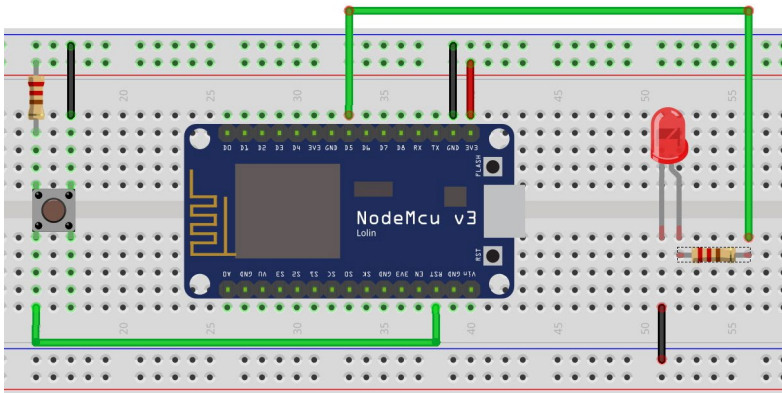 20 25 30 35 45 50 55
D0 D1 D2 D3 D4 3V3 GND D5 D6 D7 D8 RX TX GND 3V3
FLASH
NodeMcu v3
Lolin
RST
A0 GND VU S3 S2 S1 SC S0 SK GND 3V3 EN RST GND Vin
20 25 30 35 40 45 50 55